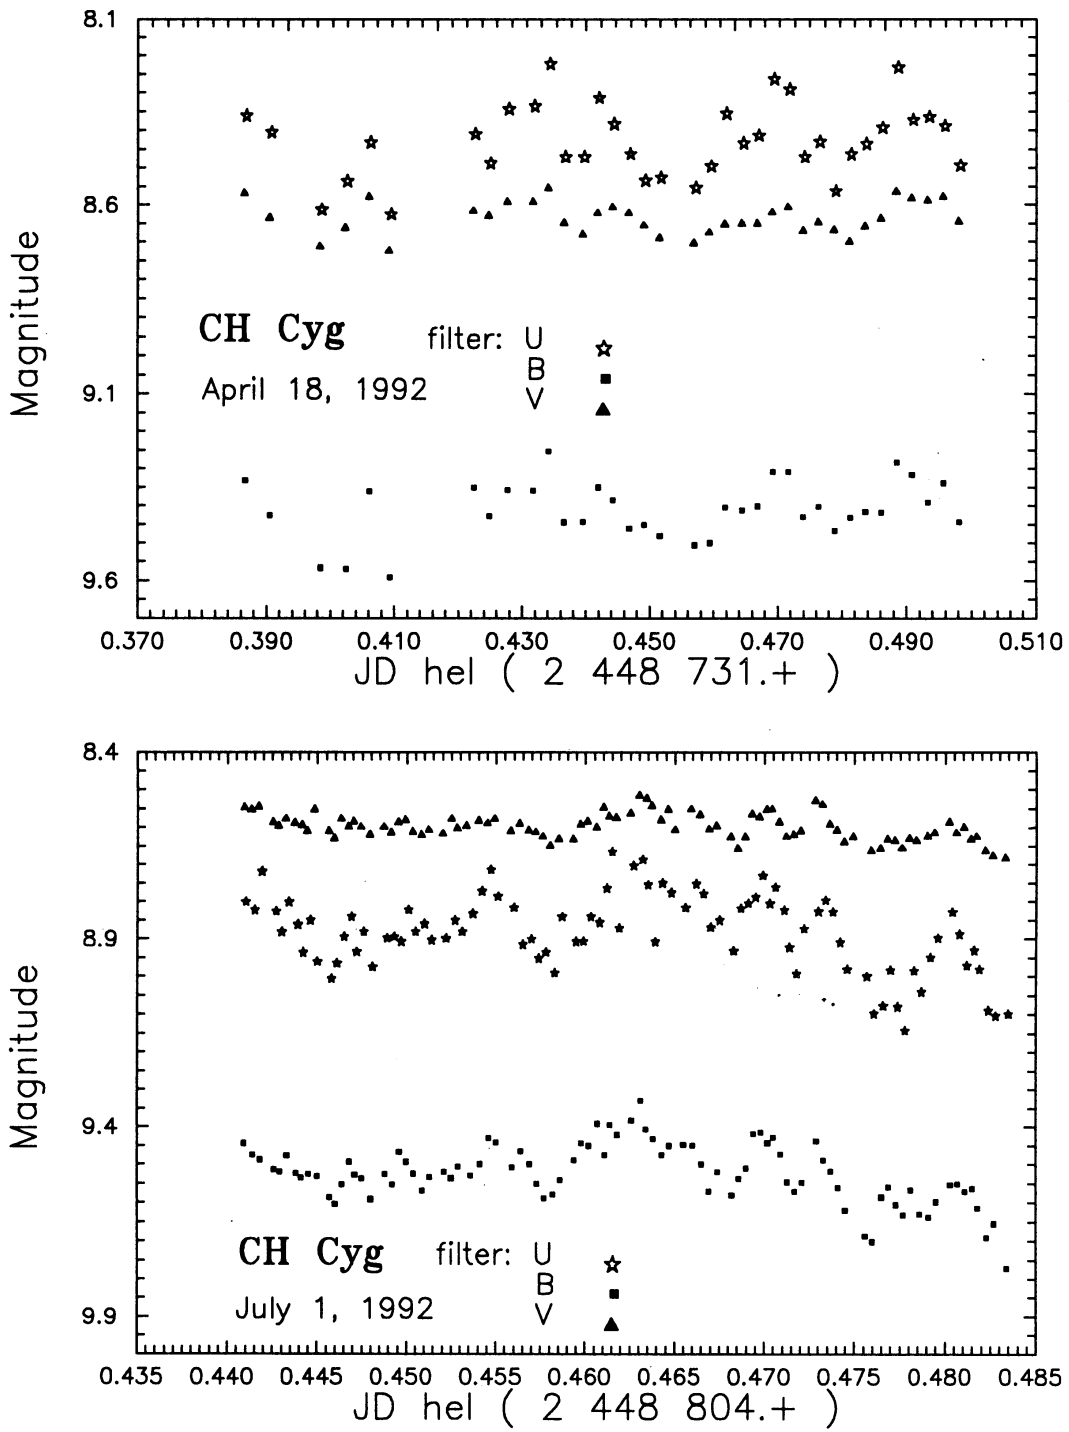 8.1
8.6
9.1
9.6
Magnitude
CH Cyg filter: U
B
April 18, 1992 V
0.370 0.390 0.410 0.430 0.450 0.470 0.490 0.510
JD hel ( 2 448 731.+ )
8.4
8.9
9.4
9.9
Magnitude
CH Cyg filter: U
B
July 1, 1992 V
0.435 0.440 0.445 0.450 0.455 0.460 0.465 0.470 0.475 0.480 0.485
JD hel ( 2 448 804.+ )